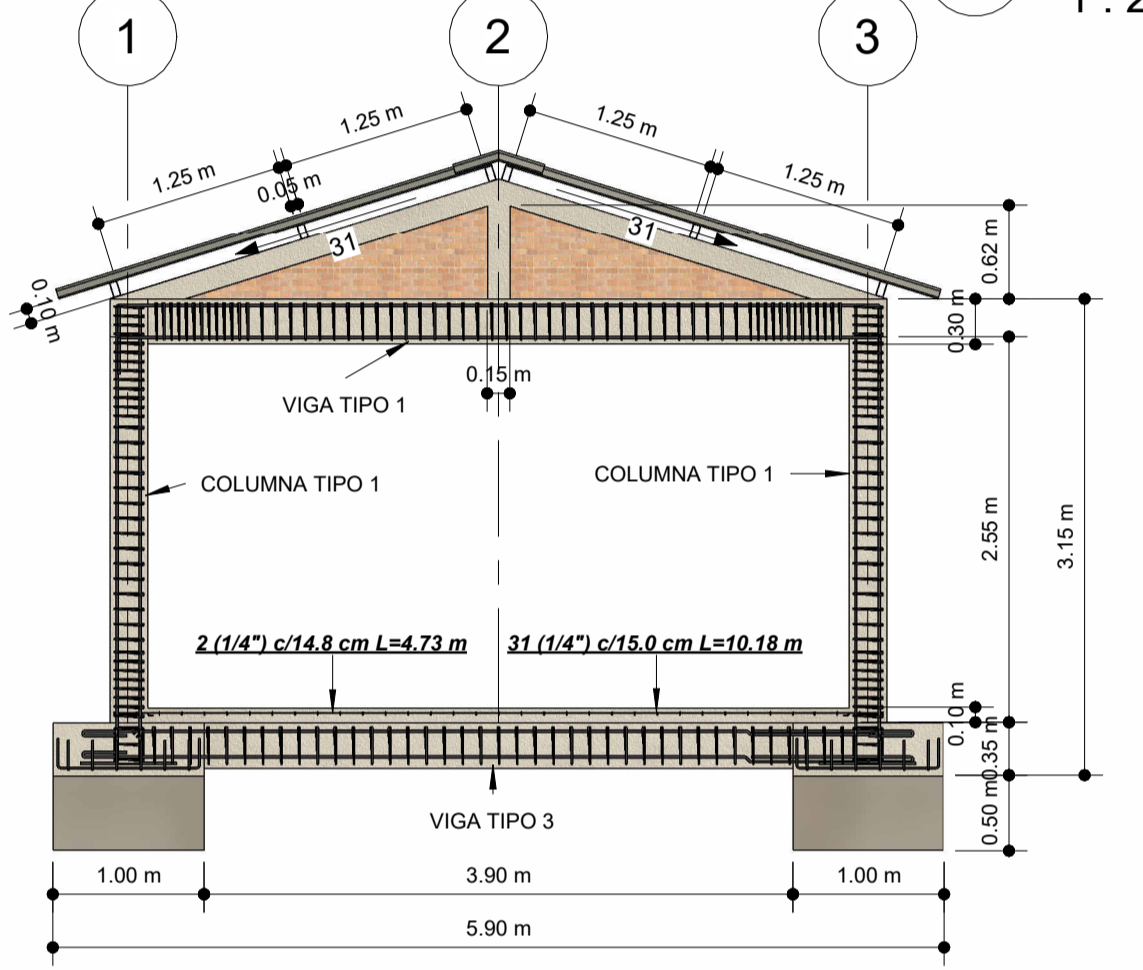 1 : 2
1
2
3
1.25 m
1.25 m
1.25 m
0.05 m
1.25 m
31
31
0.62 m
0.10 m
0.30 m
0.15 m
VIGA TIPO 1
COLUMNA TIPO 1
COLUMNA TIPO 1
2.55 m
3.15 m
2 (1/4") c/14.8 cm L=4.73 m
31 (1/4") c/15.0 cm L=10.18 m
0.10 m
0.35 m
0.50 m
VIGA TIPO 3
1.00 m
3.90 m
1.00 m
5.90 m